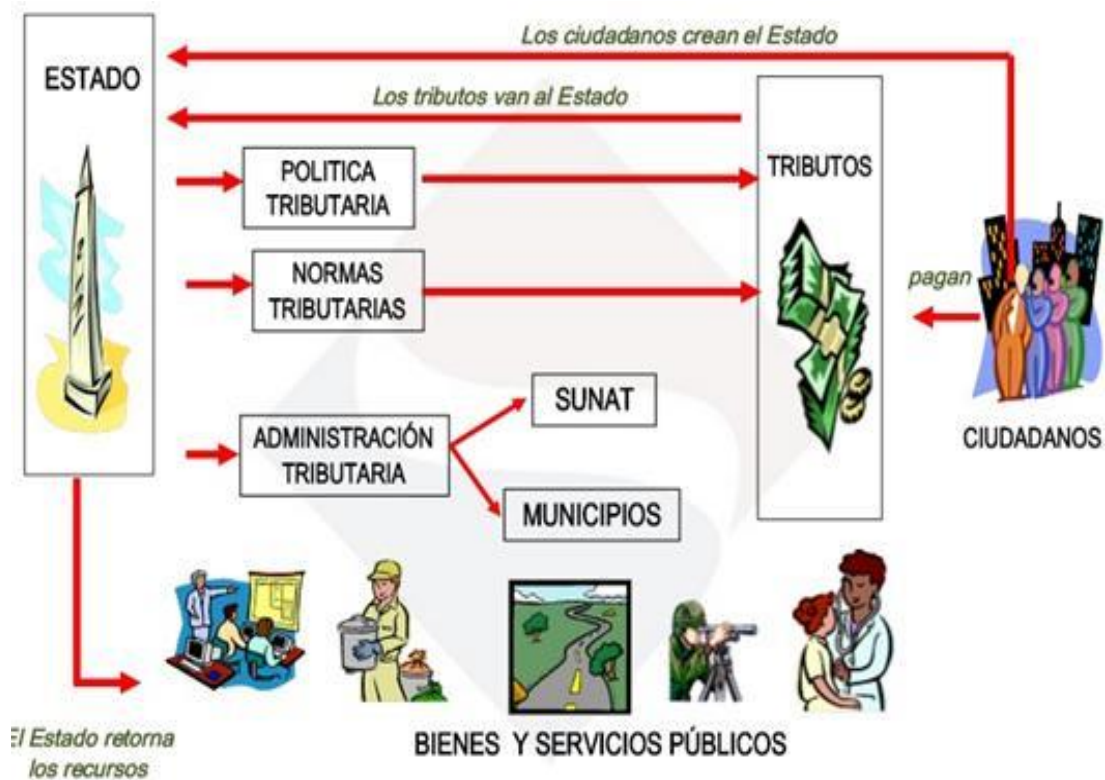 Los ciudadanos crean el Estado
ESTADO
Los tributos van al Estado
POLITICA
TRIBUTARIA
TRIBUTOS
NORMAS
TRIBUTARIAS
pagan
SUNAT
ADMINISTRACIÓN
TRIBUTARIA
CIUDADANOS
MUNICIPIOS
El Estado retorna
los recursos
BIENES Y SERVICIOS PÚBLICOS